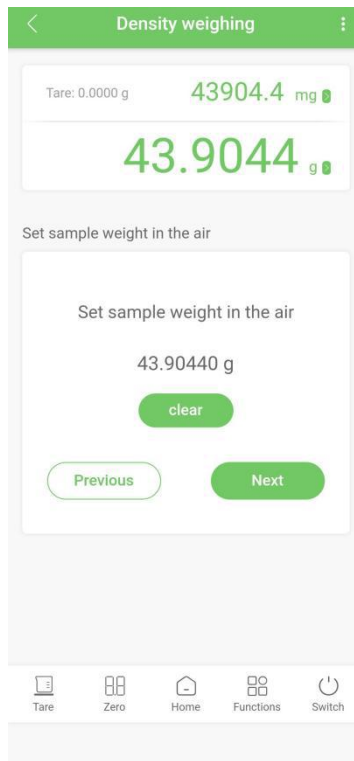 Density weighing
Tare: 0.0000 g 43904.4 mg
43.9044 g
Set sample weight in the air
Set sample weight in the air
43.90440 g
clear
Previous Next
Tare Zero Home Functions Switch